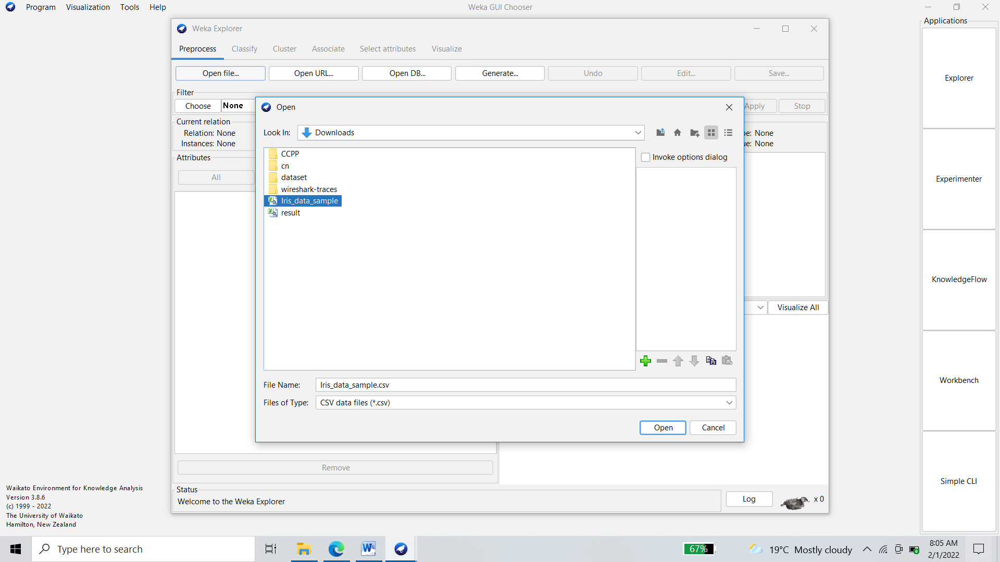 Program Visualization Tools Help
Weka GUI Chooser
Applications
Weka Explorer
Preprocess Classify Cluster Associate Select attributes Visualize
Open file... Open URL... Open DB... Generate... Undo Edit... Save...
Filter
Choose None
Apply Stop
Current relation
Relation: None
Instances: None
None
None
Attributes
All
Open
Look In: Downloads
CCPP
cn
dataset
wireshark-traces
Iris_data_sample
result
Invoke options dialog
File Name: Iris_data_sample.csv
Files of Type: CSV data files (*.csv)
Open Cancel
Visualize All
Remove
Status
Welcome to the Weka Explorer
Log
x 0
Explorer
Experimenter
KnowledgeFlow
Workbench
Simple CLI
Waikato Environment for Knowledge Analysis
Version 3.8.6
(c) 1999 - 2022
The University of Waikato
Hamilton, New Zealand
Type here to search
67%
19°C Mostly cloudy
8:05 AM
2/1/2022